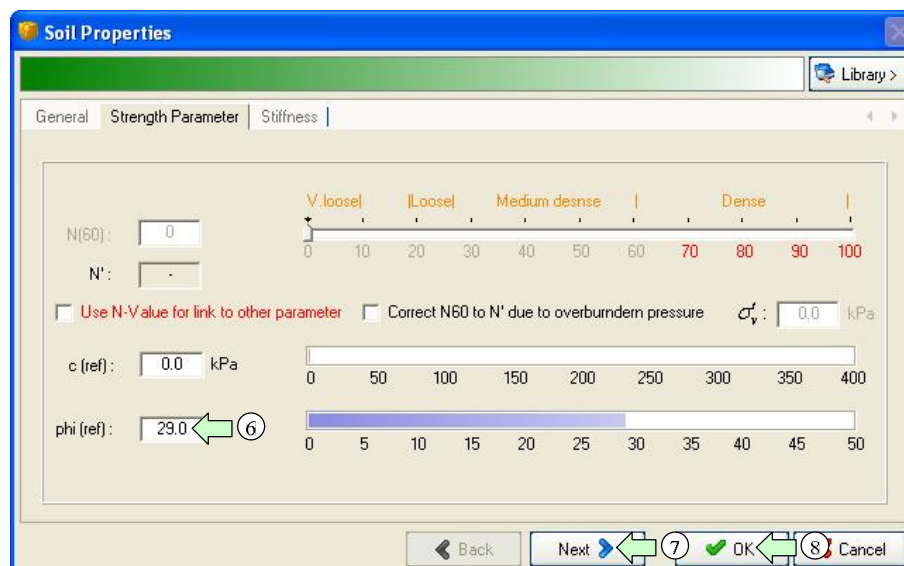 Soil Properties
Library >
General Strength Parameter Stiffness
V.loose| |Loose| Medium desnse | Dense |
N(60) : 0
0 10 20 30 40 50 60 70 80 90 100
N' : -
Use N-Value for link to other parameter Correct N60 to N' due to overburndern pressure σ'v : 0,0 kPa
c (ref) : 0.0 kPa
0 50 100 150 200 250 300 350 400
phi (ref) : 29.0 6
0 5 10 15 20 25 30 35 40 45 50
Back Next 7 OK 8 Cancel